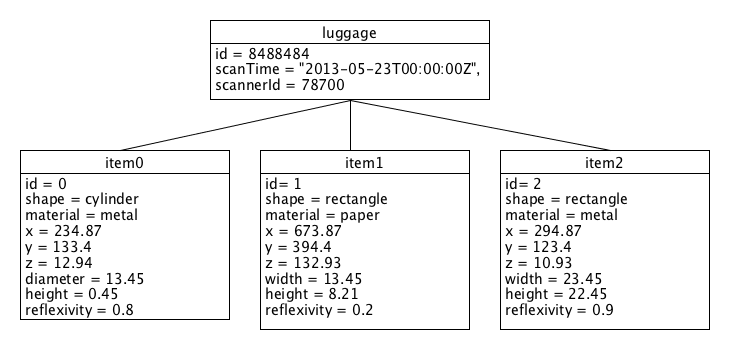 luggage
id = 8488484
scanTime = "2013-05-23T00:00:00Z",
scannerId = 78700
item0
id = 0
shape = cylinder
material = metal
x = 234.87
y = 133.4
z = 12.94
diameter = 13.45
height = 0.45
reflexivity = 0.8
item1
id= 1
shape = rectangle
material = paper
x = 673.87
y = 394.4
z = 132.93
width = 13.45
height = 8.21
reflexivity = 0.2
item2
id= 2
shape = rectangle
material = metal
x = 294.87
y = 123.4
z = 10.93
width = 23.45
height = 22.45
reflexivity = 0.9